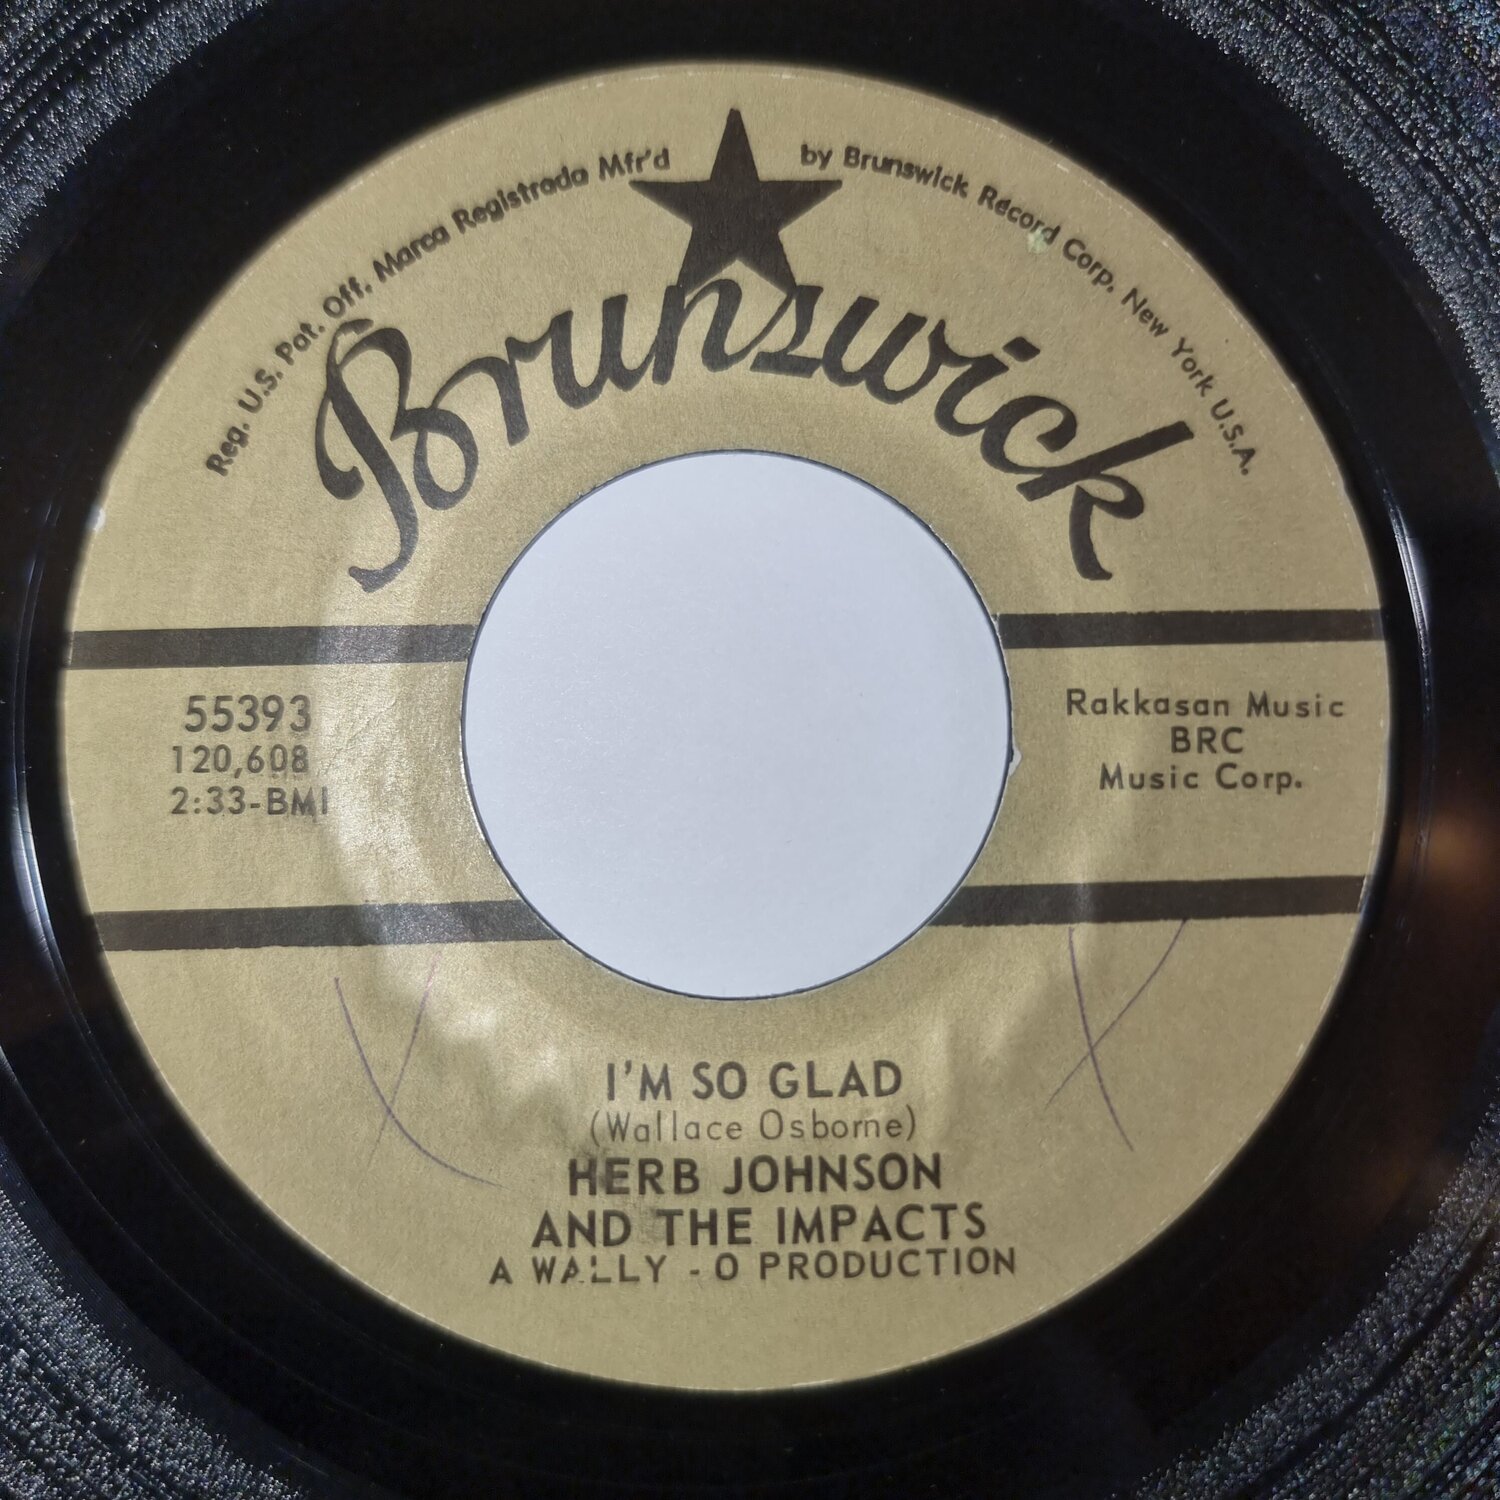 Reg. U.S. Pat. Off. Marca Registrada Mfr'd by Brunswick Record Corp. New York U.S.A.
Brunswick
55393
120,608
2:33-BMI
Rakkasan Music
BRC
Music Corp.
I'M SO GLAD
(Wallace Osborne)
HERB JOHNSON
AND THE IMPACTS
A WALLY - O PRODUCTION